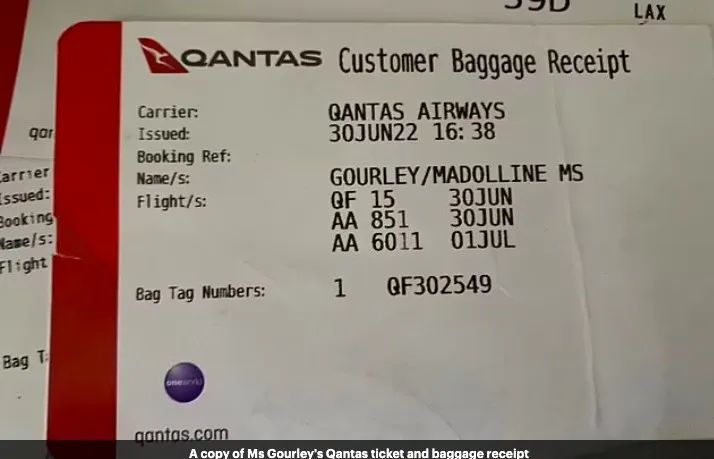 39D
LAX
QANTAS Customer Baggage Receipt
Carrier: QANTAS AIRWAYS
Issued: 30JUN22 16:38
Booking Ref:
Name/s: GOURLEY/MADOLLINE MS
Flight/s: QF 15 30JUN
AA 851 30JUN
AA 6011 01JUL
Bag Tag Numbers: 1 QF302549
oneworld
qantas.com
qan
Carrier
Issued:
Booking
Name/s:
Flight
Bag T
A copy of Ms Gourley's Qantas ticket and baggage receipt